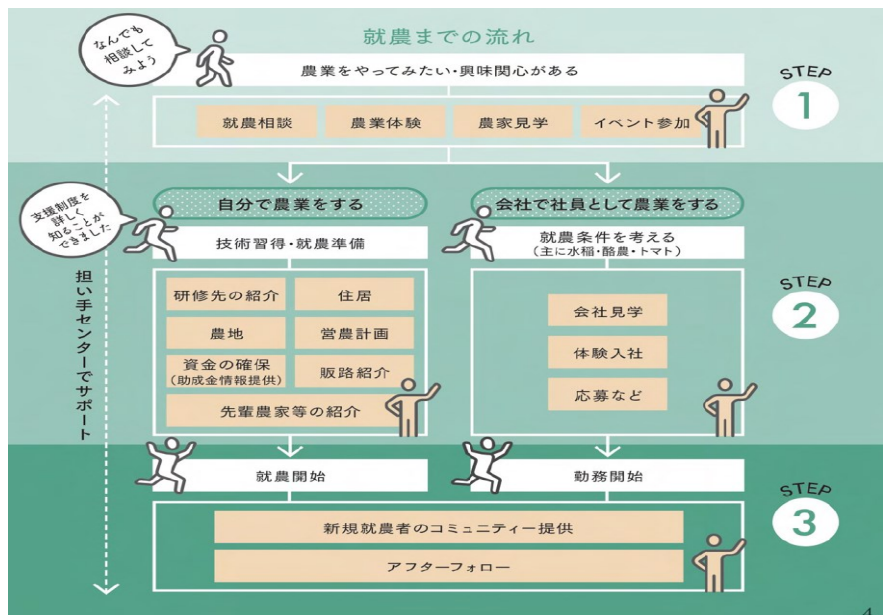 就農までの流れ
なんでも
相談して
みよう
農業をやってみたい・興味関心がある
STEP
1
就農相談
農業体験
農家見学
イベント参加
支援制度を
詳しく
知ることが
できました
自分で農業をする
会社で社員として農業をする
技術習得・就農準備
就農条件を考える
(主に水稲・酪農・トマト)
STEP
2
研修先の紹介
住居
農地
営農計画
資金の確保
(助成金情報提供)
販路紹介
先輩農家等の紹介
会社見学
体験入社
応募など
担い手センターでサポート
就農開始
勤務開始
STEP
3
新規就農者のコミュニティー提供
アフターフォロー
4